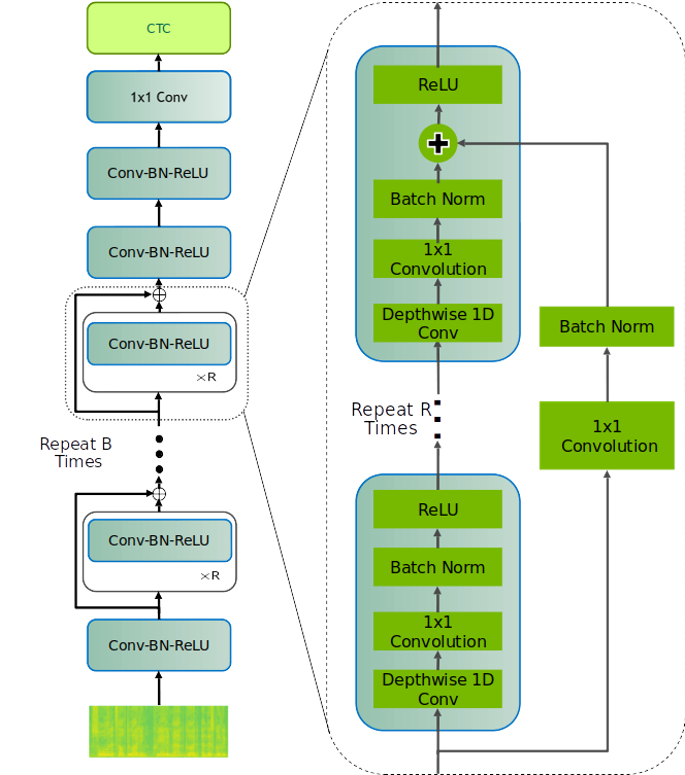 CTC
1x1 Conv
Conv-BN-ReLU
Conv-BN-ReLU
Conv-BN-ReLU
×R
Repeat B
Times
Conv-BN-ReLU
×R
Conv-BN-ReLU
ReLU
+
Batch Norm
1x1
Convolution
Depthwise 1D
Conv
Repeat R
Times
ReLU
Batch Norm
1x1
Convolution
Depthwise 1D
Conv
Batch Norm
1x1
Convolution